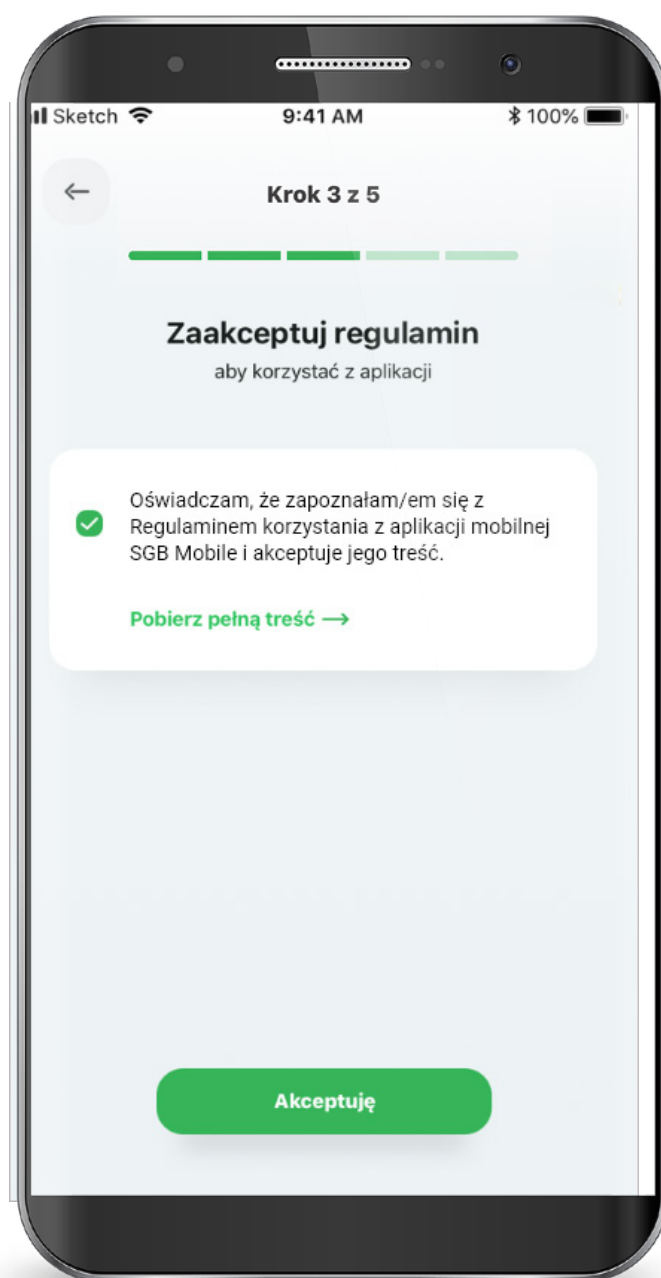 Sketch 9:41 AM 100%
Krok 3 z 5
Zaakceptuj regulamin
aby korzystać z aplikacji
Oświadczam, że zapoznałam/em się z
Regulaminem korzystania z aplikacji mobilnej
SGB Mobile i akceptuje jego treść.
Pobierz pełną treść →
Akceptuję